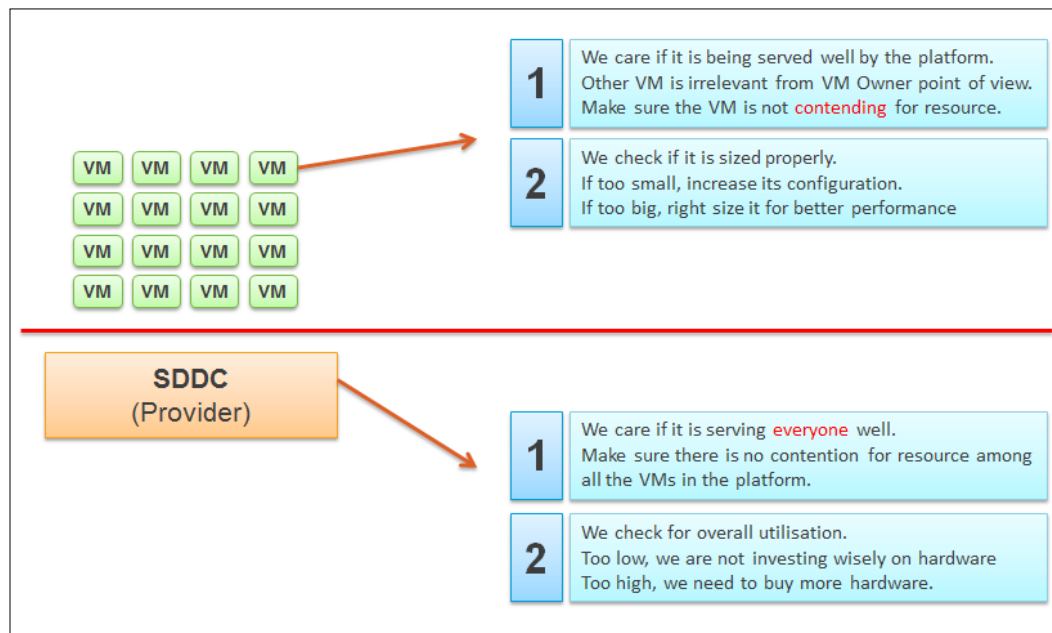 1
We care if it is being served well by the platform.
Other VM is irrelevant from VM Owner point of view.
Make sure the VM is not contending for resource.
2
We check if it is sized properly.
If too small, increase its configuration.
If too big, right size it for better performance
VM VM VM VM
VM VM VM VM
VM VM VM VM
VM VM VM VM
SDDC
(Provider)
1
We care if it is serving everyone well.
Make sure there is no contention for resource among
all the VMs in the platform.
2
We check for overall utilisation.
Too low, we are not investing wisely on hardware
Too high, we need to buy more hardware.